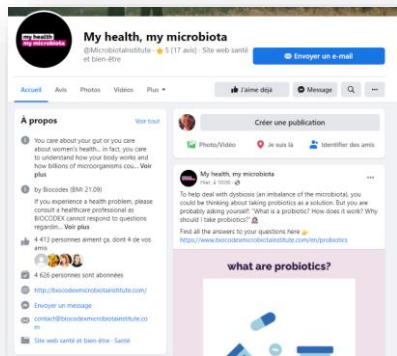 my health
my microbiota
My health, my microbiota
@MicrobiotaInstitute · 5 (17 avis) · Site web santé
et bien-être
Envoyer un e-mail
Accueil Avis Photos Vidéos Plus
J'aime déjà Message
À propos Voir tout
You care about your gut or you care
about women's health... in fact, you care
to understand how your body works and
how billions of microorganisms cou... Voir
plus
by Biocodex (BMI 21.09)
If you experience a health problem, please
consult a healthcare professional as
BIOCODEX cannot respond to questions
regardin... Voir plus
4 413 personnes aiment ça, dont 4 de vos
amis
4 626 personnes sont abonnées
http://biocodexmicrobiotainstitute.com/
Envoyer un message
contact@biocodexmicrobiotainstitute.co
m
Site web santé et bien-être · Santé
Créer une publication
Photo/Vidéo Je suis là Identifier des amis
My health, my microbiota
Hier, à 10:00
To help deal with dysbiosis (an imbalance of the microbiota), you
could be thinking about taking probiotics as a solution. But you are
probably asking yourself: "What is a probiotic? How does it work? Why
should I take probiotics?"
Find all the answers to your questions here
https://www.biocodexmicrobiotainstitute.com/en/probiotics
what are probiotics?